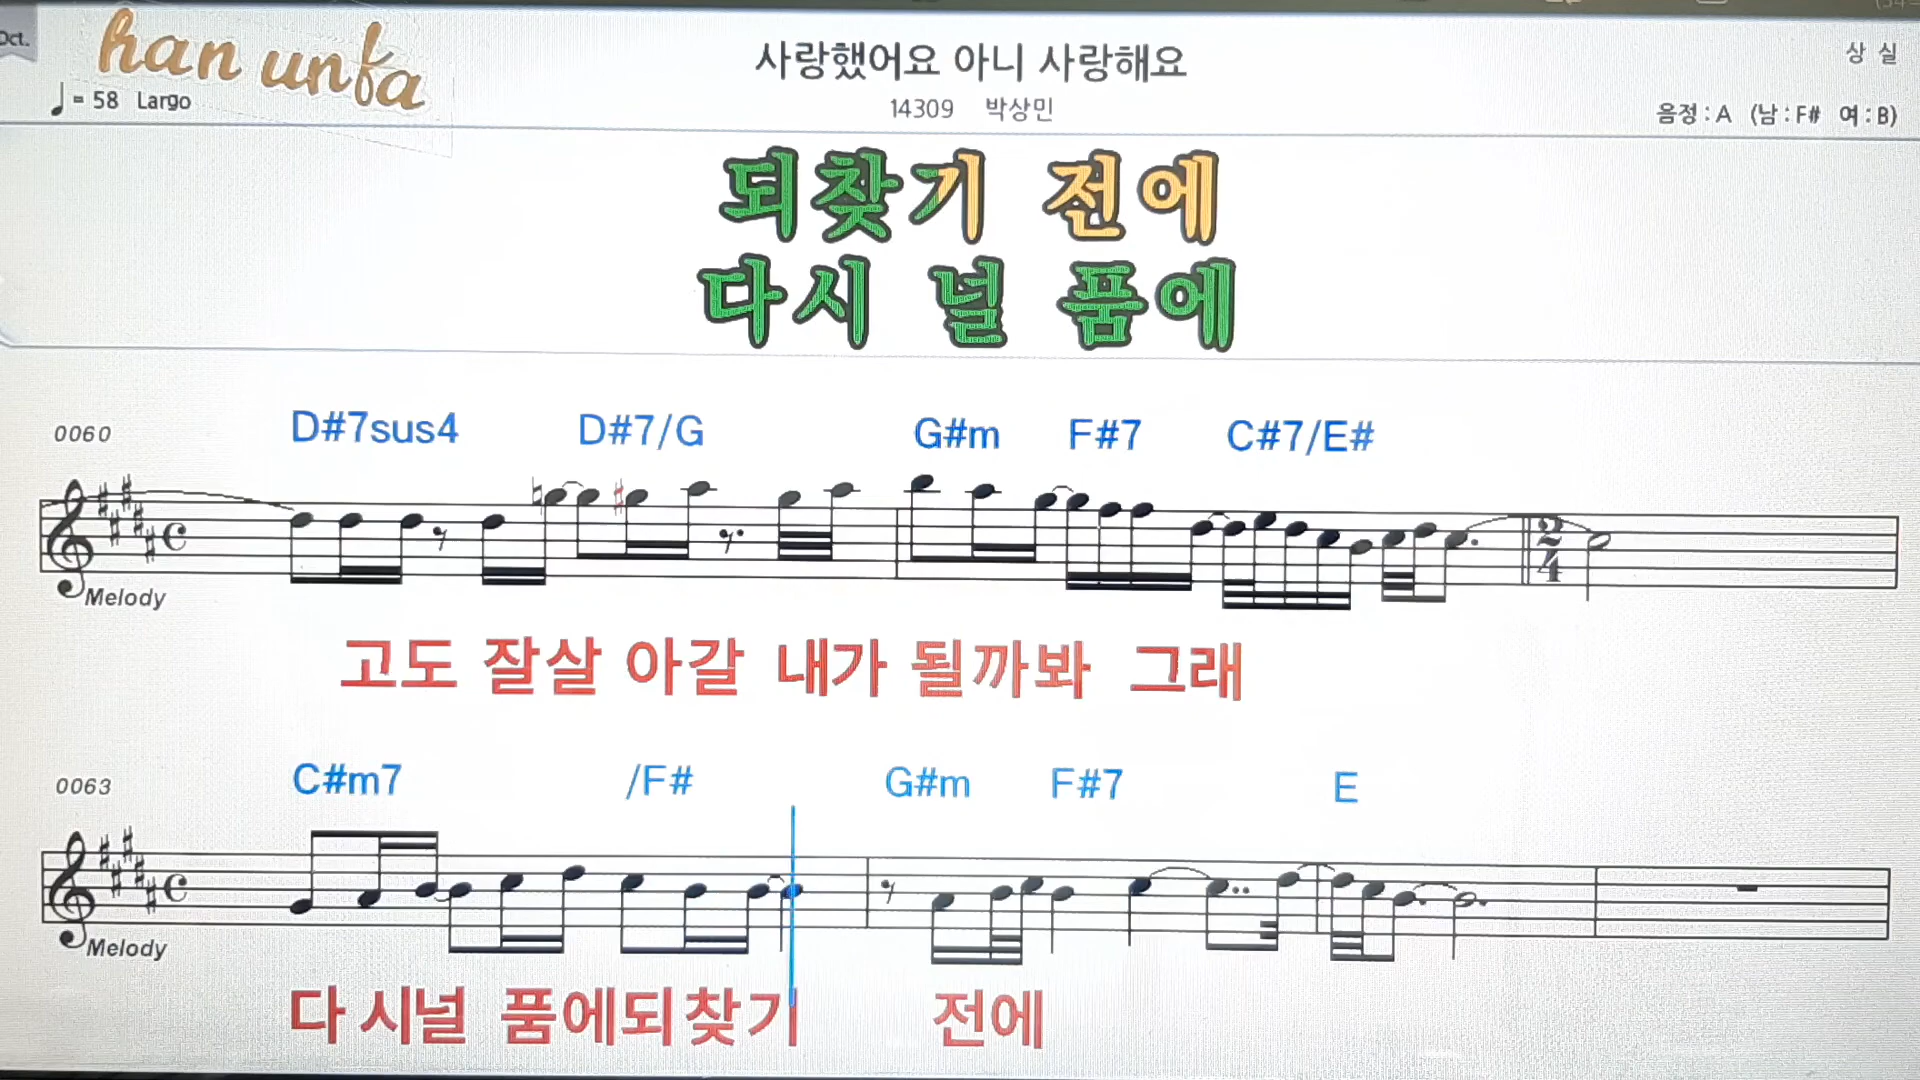 Oct.
han unfa
= 58 Largo
사랑했어요 아니 사랑해요
14309 박상민
상 실
음정 : A (남 : F# 여 : B)
되찾기 전에
다시 널 품에
0060 D#7sus4 D#7/G G#m F#7 C#7/E#
2
4
Melody
고도 잘살 아갈 내가 될까봐 그래
0063 C#m7 /F# G#m F#7 E
Melody
다 시널 품에되찾기 전에